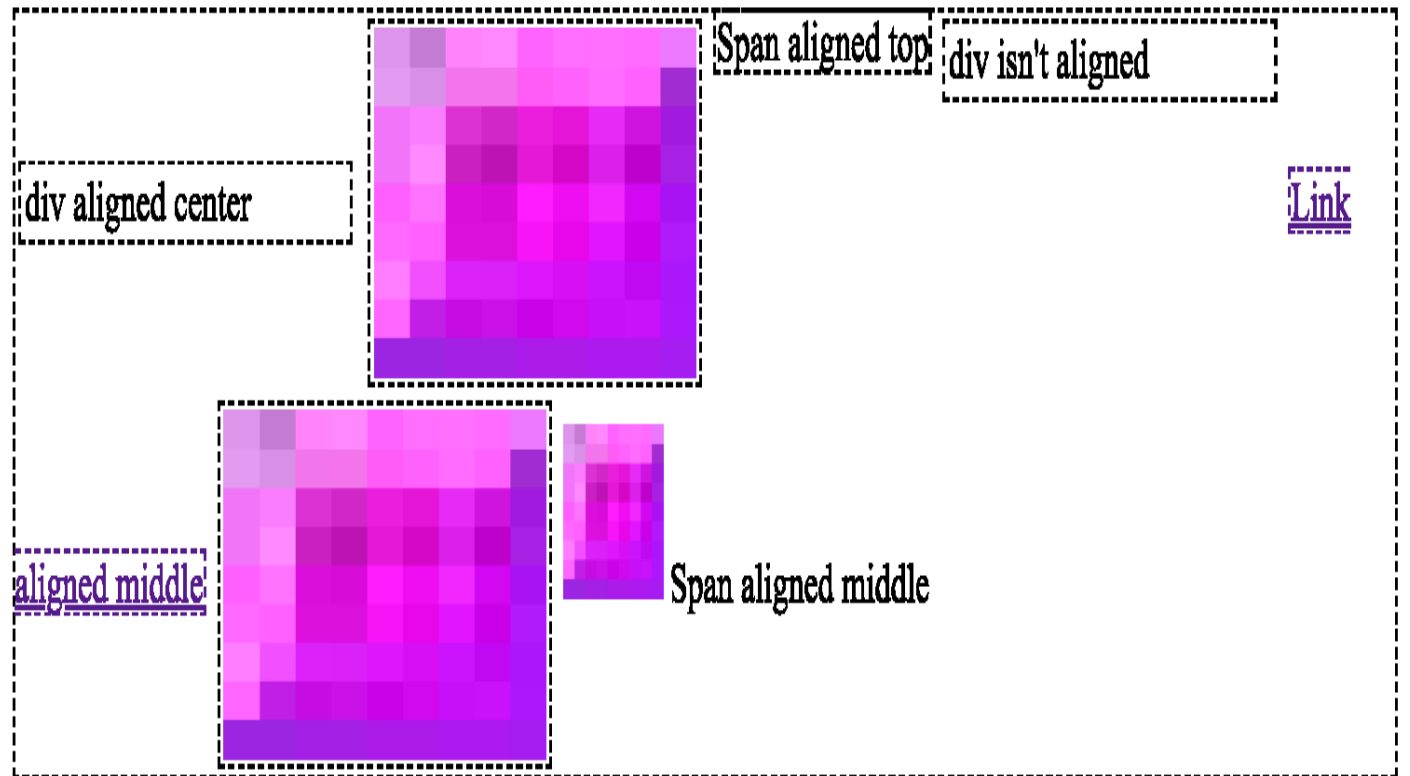 Span aligned top
div isn't aligned
div aligned center
Link
aligned middle
Span aligned middle